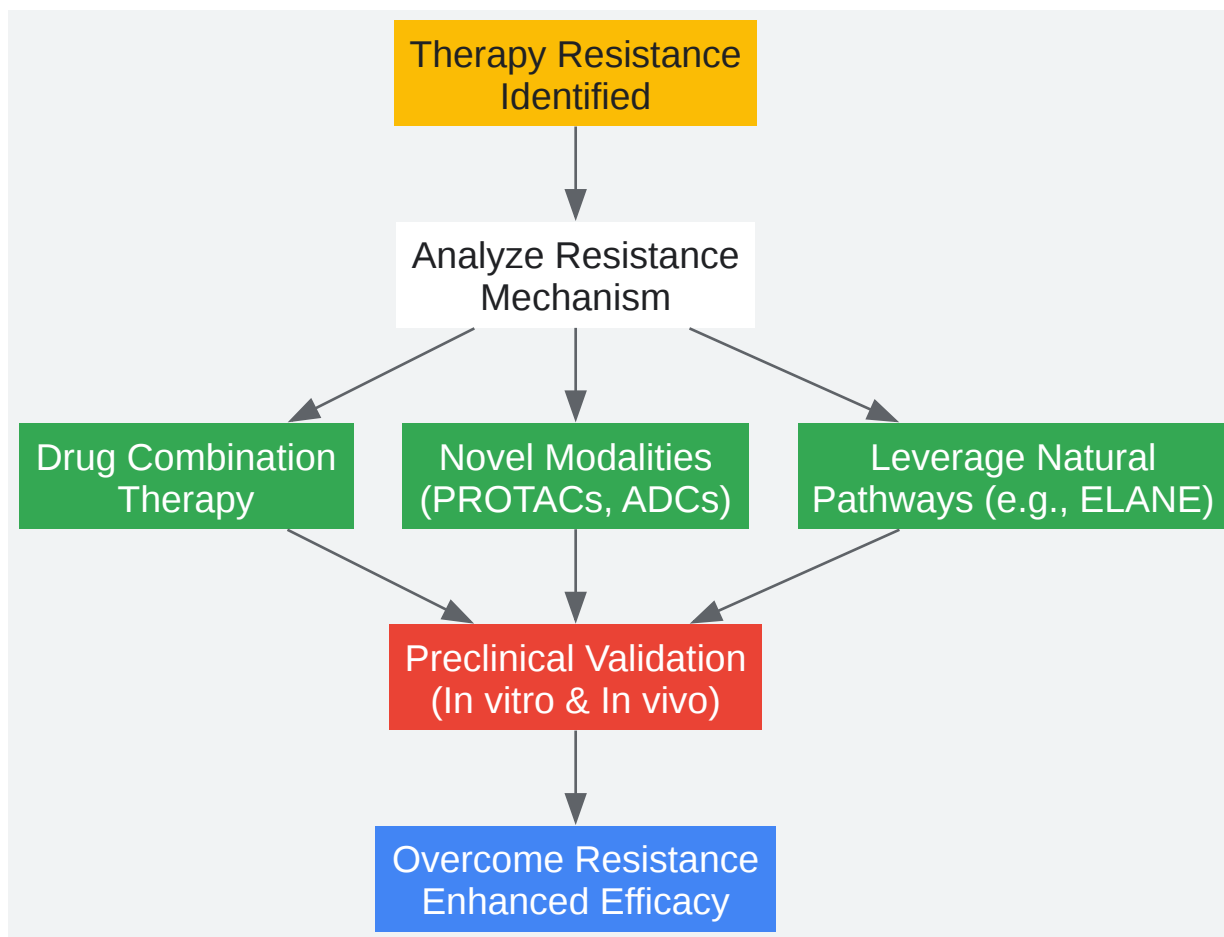 Therapy Resistance
Identified
Analyze Resistance
Mechanism
Drug Combination
Therapy
Novel Modalities
(PROTACs, ADCs)
Leverage Natural
Pathways (e.g., ELANE)
Preclinical Validation
(In vitro & In vivo)
Overcome Resistance
Enhanced Efficacy